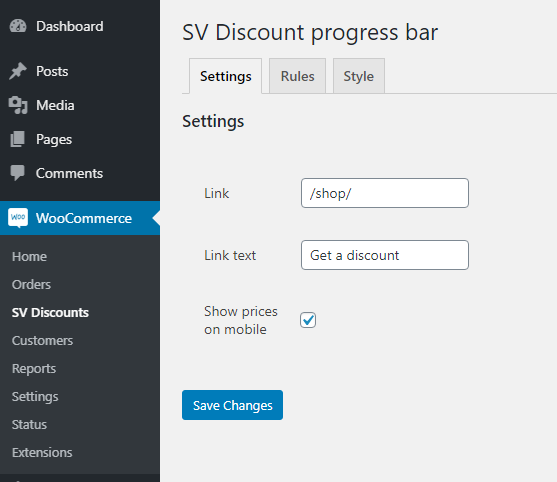 Dashboard
Posts
Media
Pages
Comments
Woo
WooCommerce
Home
Orders
SV Discounts
Customers
Reports
Settings
Status
Extensions
SV Discount progress bar
Settings Rules Style
Settings
Link /shop/
Link text Get a discount
Show prices
on mobile
Save Changes